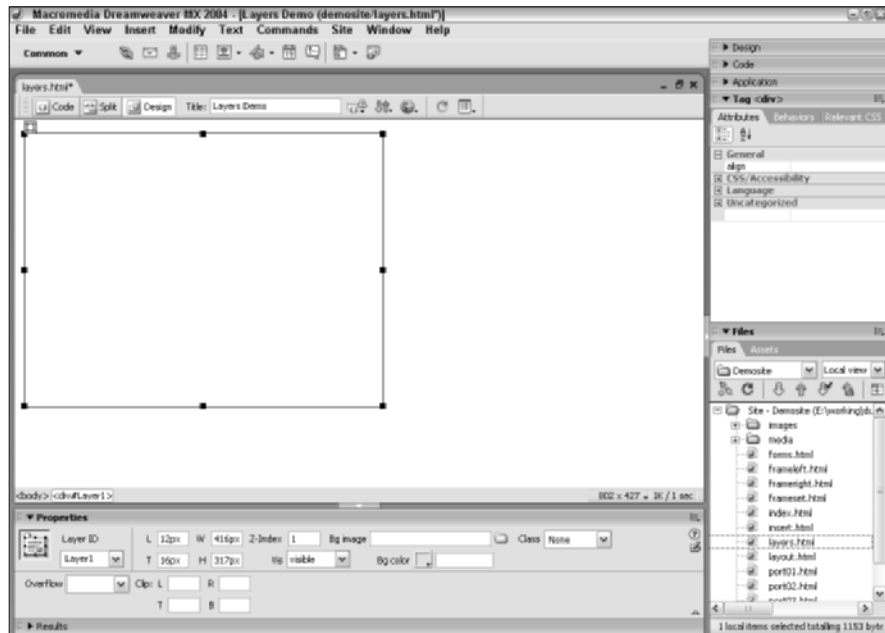 Macromedia Dreamweaver MX 2004 - [Layers Demo (demosite/layers.html*)]
File Edit View Insert Modify Text Commands Site Window Help
Common
layers.html*
Code Split Design Title: Layers Demo
<body> <div#Layer1>
802 x 427 1K / 1 sec
Properties
Layer ID L 12px W 416px Z-Index 1 Bg image Class None
Layer1 T 16px H 317px Vis visible Bg color
Overflow Clip: L R
T B
Results
Design
Code
Application
Tag <div>
Attributes Behaviors Relevant CSS
General
align
CSS/Accessibility
Language
Uncategorized
Files
Files Assets
Demosite Local view
Site - Demosite (E:\working\du
images
media
forms.html
frameleft.html
frameright.html
frameset.html
index.html
insert.html
layers.html
layout.html
port01.html
port02.html
port03.html
1 local items selected totalling 1153 byte